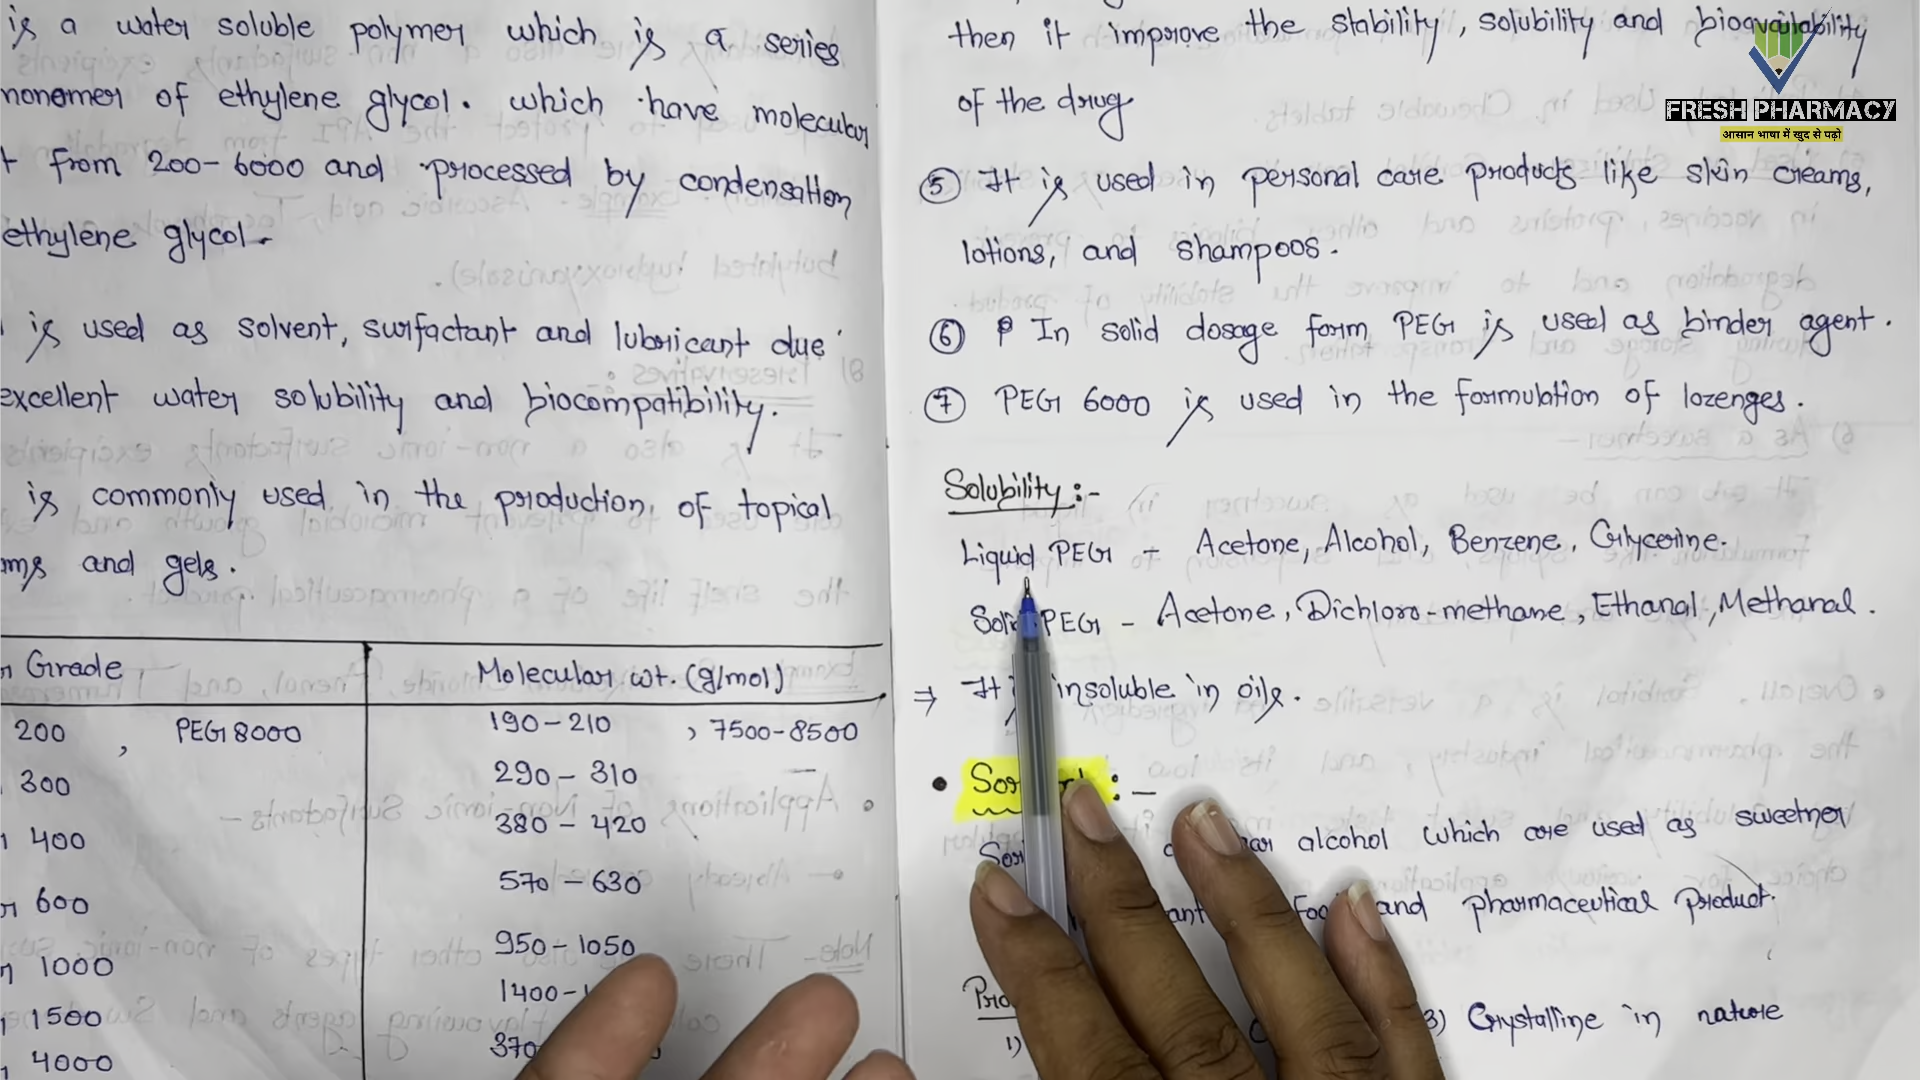 is a water soluble polymer which is a series
monomer of ethylene glycol. which have molecular
from 200-6000 and processed by condensation
ethylene glycol.
is used as solvent, surfactant and lubricant due
excellent water solubility and biocompatibility.
is commonly used in the production of topical
and gels.
Grade
Molecular wt. (g/mol)
200 , PEG 8000
190-210 , 7500-8500
300
290-310
400
380-420
600
570-630
1000
950-1050
1500
1400-
4000
370
then it improve the stability, solubility and bioavailability
of the drug
⑤ It is used in personal care products like skin creams,
lotions, and shampoos.
⑥ In solid dosage form PEG is used as binder agent.
⑦ PEG 6000 is used in the formulation of lozenges.
Solubility :-
Liquid PEG - Acetone, Alcohol, Benzene, Glycerine.
PEG - Acetone, Dichloro-methane, Ethanal, Methanal.
⇒ It insoluble in oils.
• :-
alcohol which are used as sweetner
and pharmaceutical product.
1) 3) Crystalline in nature
FRESH PHARMACY
आसान भाषा में खुद से पढ़ो